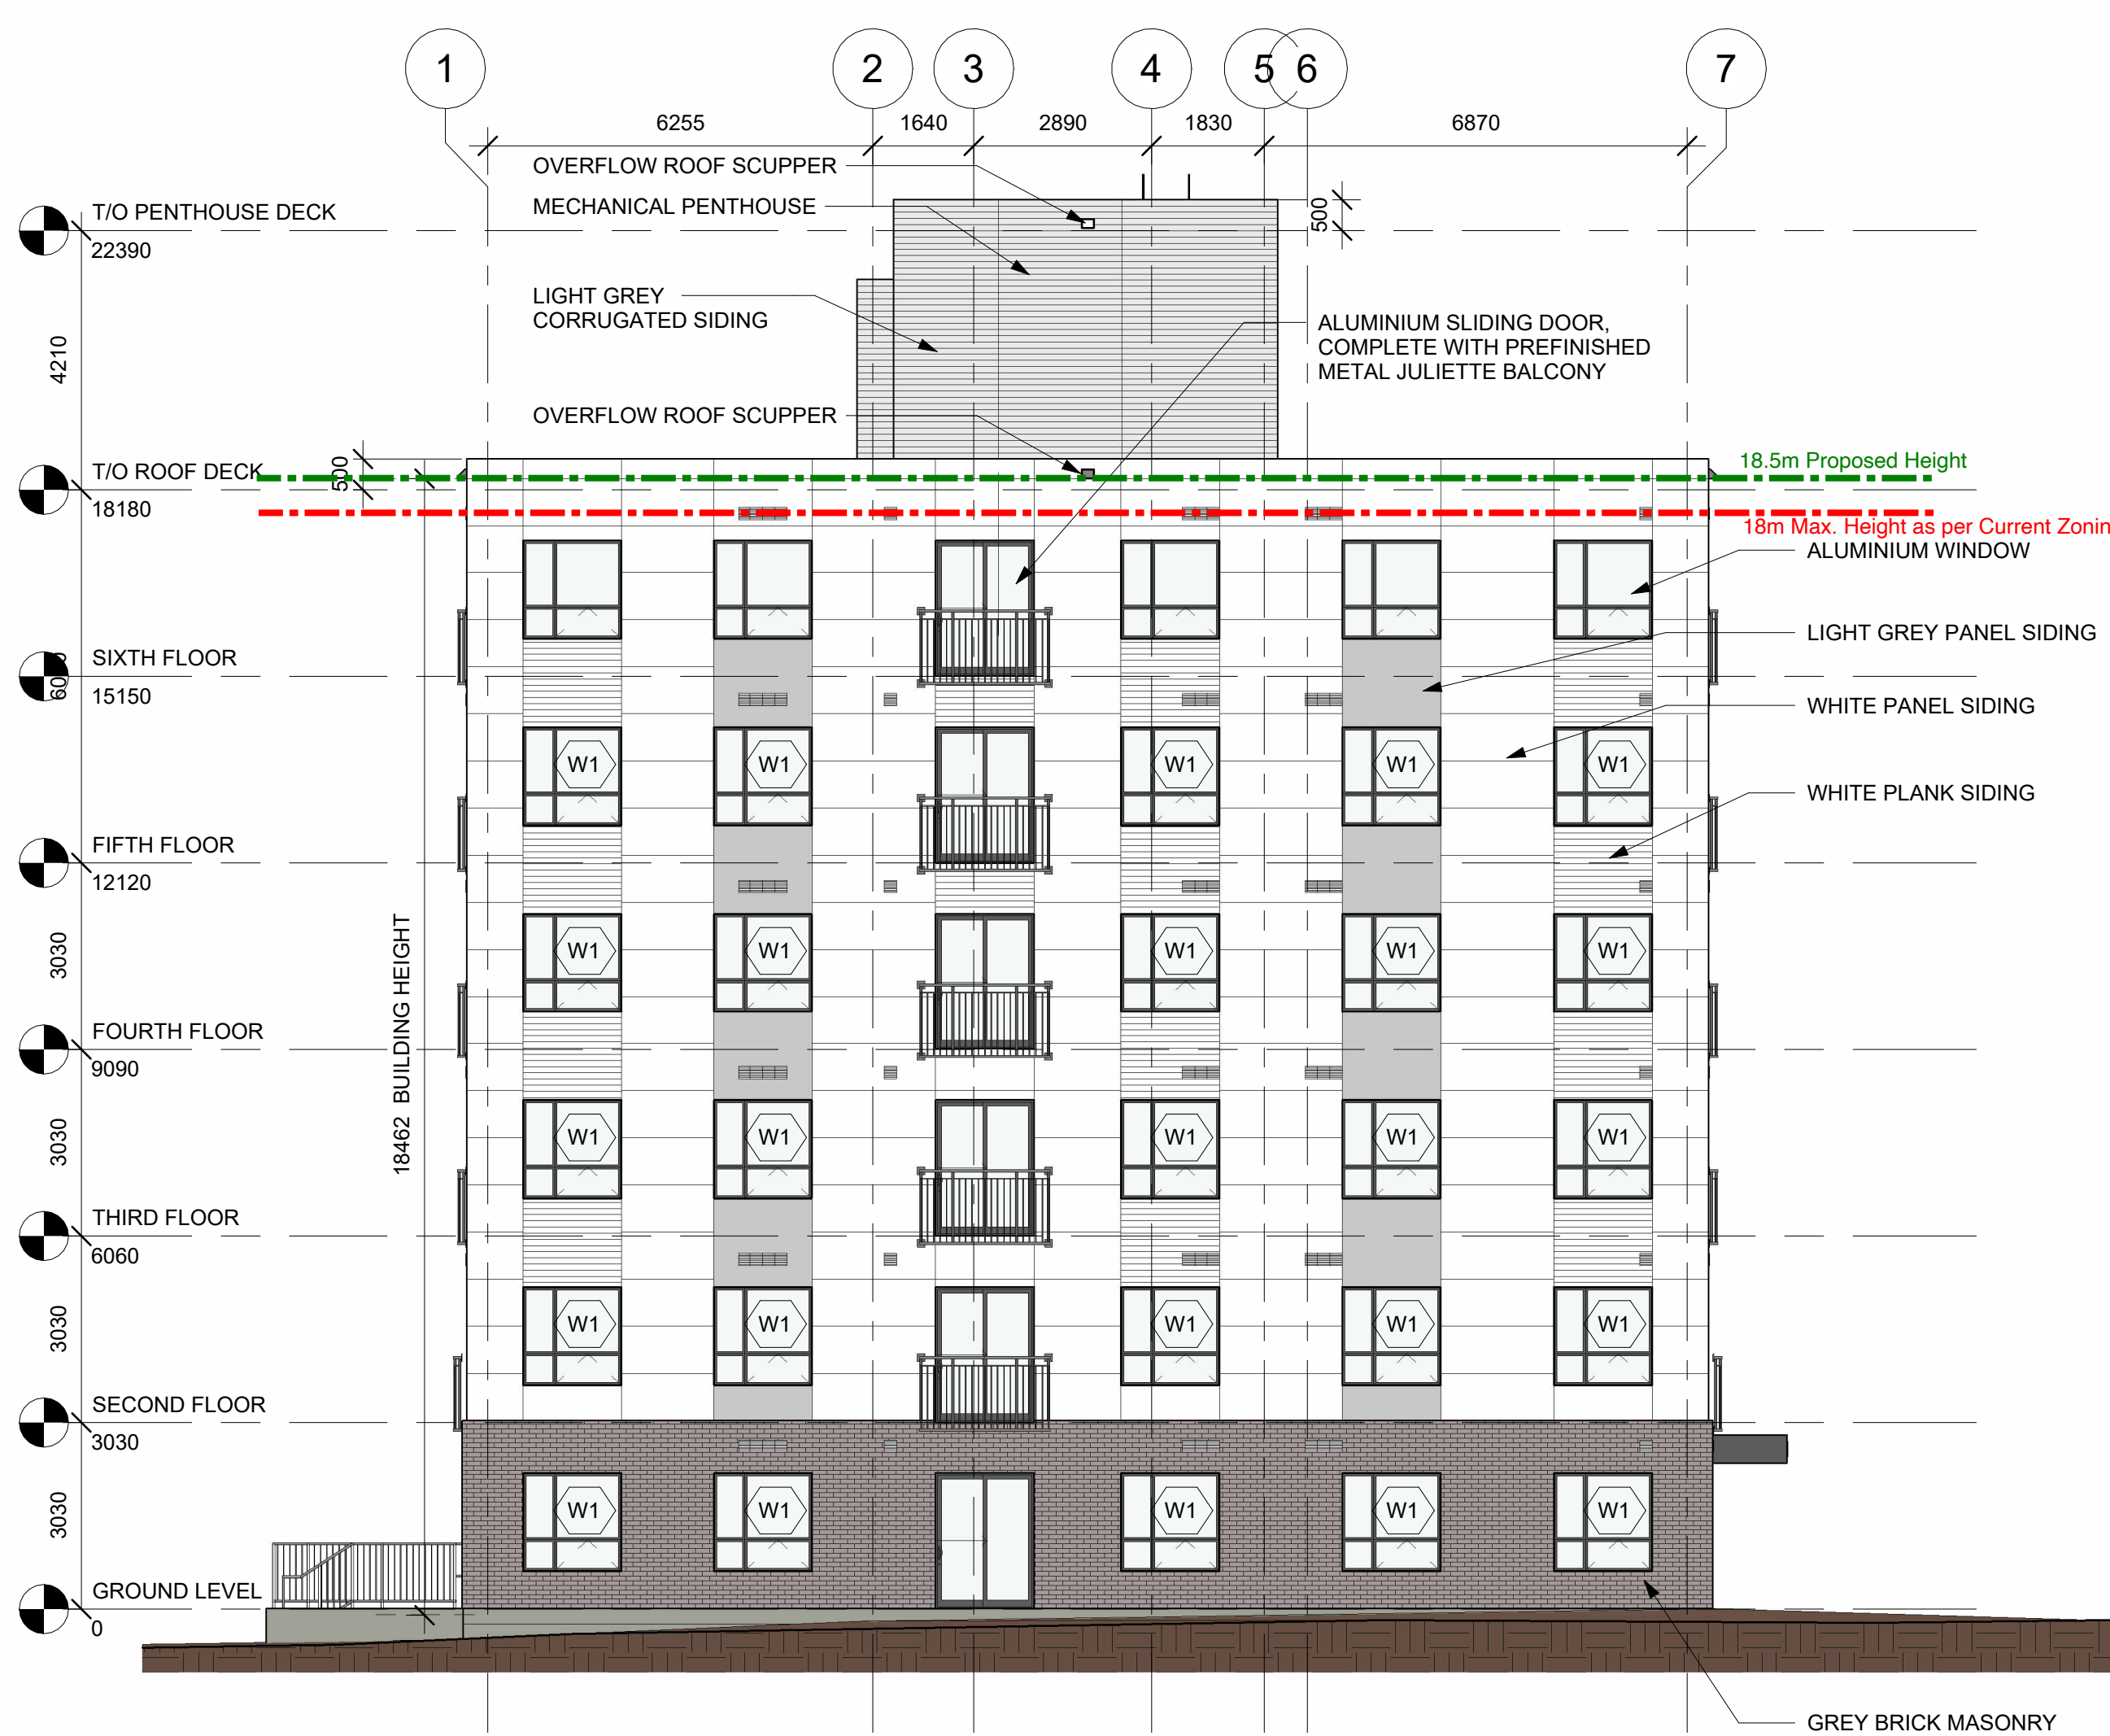 1 2 3 4 5 6 7
6255 1640 2890 1830 6870
OVERFLOW ROOF SCUPPER
MECHANICAL PENTHOUSE
T/O PENTHOUSE DECK
22390
500
LIGHT GREY
CORRUGATED SIDING
ALUMINIUM SLIDING DOOR,
COMPLETE WITH PREFINISHED
METAL JULIETTE BALCONY
4210
OVERFLOW ROOF SCUPPER
18.5m Proposed Height
T/O ROOF DECK
500
18180
18m Max. Height as per Current Zonin
ALUMINIUM WINDOW
LIGHT GREY PANEL SIDING
SIXTH FLOOR
15150
WHITE PANEL SIDING
W1 W1 W1 W1 W1
WHITE PLANK SIDING
FIFTH FLOOR
12120
18462 BUILDING HEIGHT
3030
W1 W1 W1 W1 W1
FOURTH FLOOR
9090
3030
W1 W1 W1 W1 W1
THIRD FLOOR
6060
3030
W1 W1 W1 W1 W1
SECOND FLOOR
3030
3030
W1 W1 W1 W1 W1
GROUND LEVEL
0
GREY BRICK MASONRY